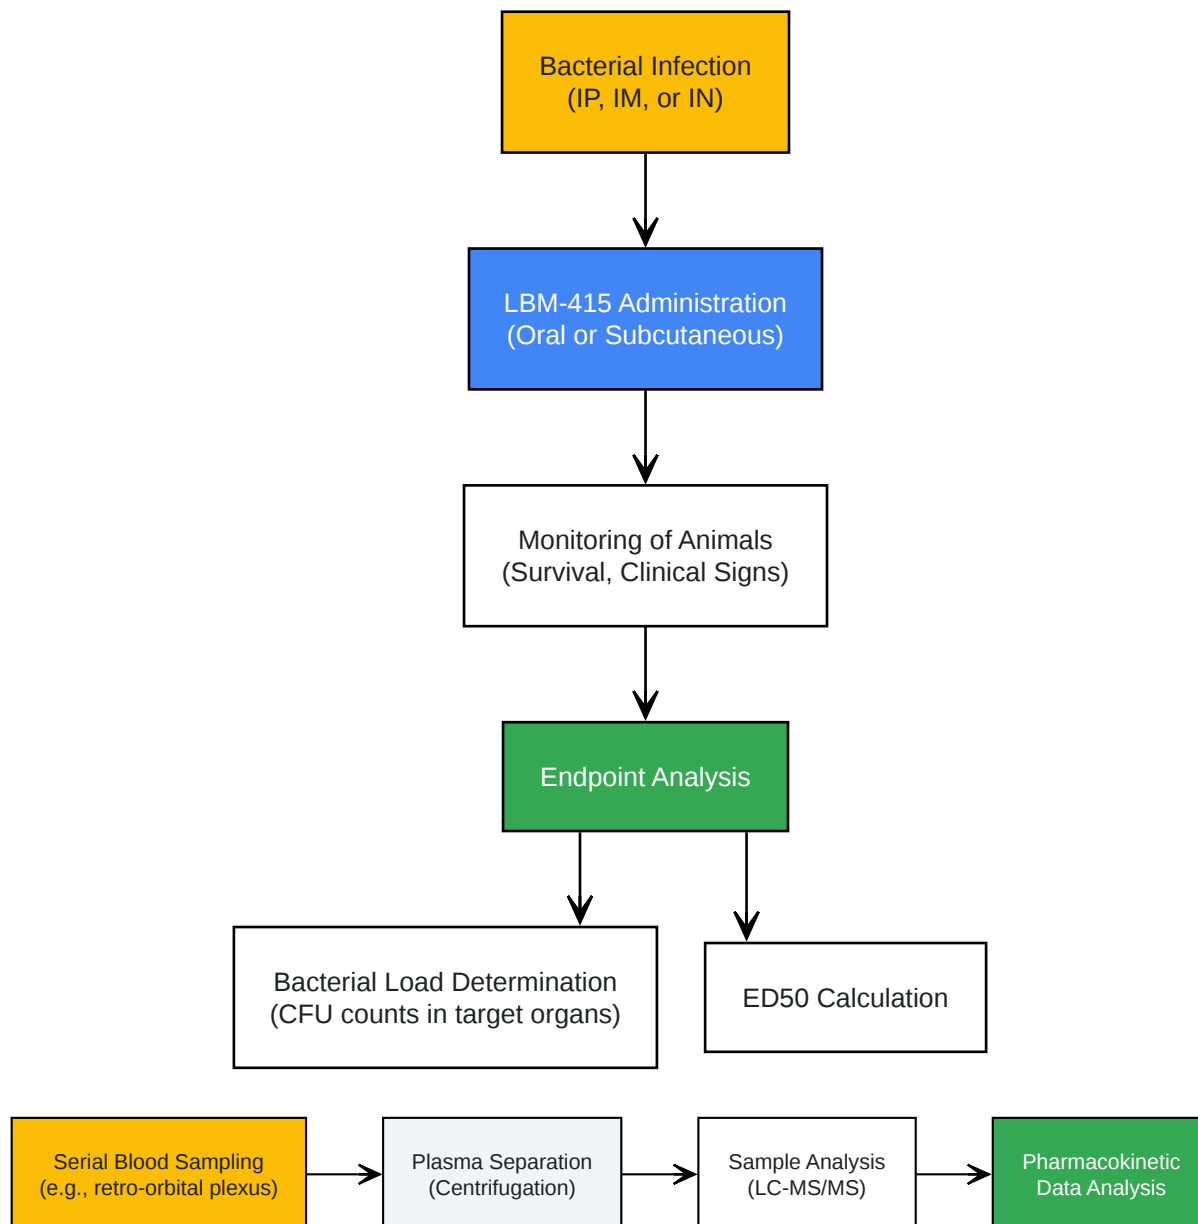 Bacterial Infection
(IP, IM, or IN)
LBM-415 Administration
(Oral or Subcutaneous)
Monitoring of Animals
(Survival, Clinical Signs)
Endpoint Analysis
Bacterial Load Determination
(CFU counts in target organs)
ED50 Calculation
Serial Blood Sampling
(e.g., retro-orbital plexus)
Plasma Separation
(Centrifugation)
Sample Analysis
(LC-MS/MS)
Pharmacokinetic
Data Analysis